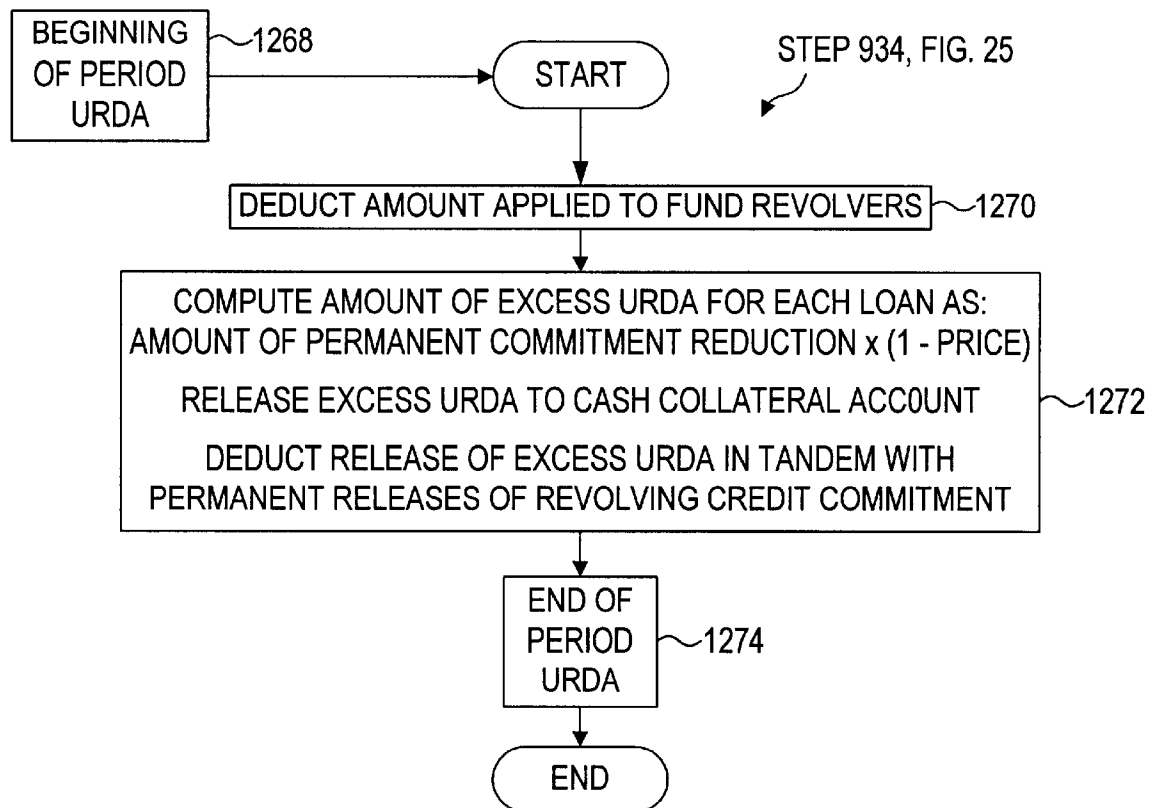 BEGINNING
OF PERIOD
URDA
1268
START
STEP 934, FIG. 25
DEDUCT AMOUNT APPLIED TO FUND REVOLVERS
1270
COMPUTE AMOUNT OF EXCESS URDA FOR EACH LOAN AS:
AMOUNT OF PERMANENT COMMITMENT REDUCTION x (1 - PRICE)
RELEASE EXCESS URDA TO CASH COLLATERAL ACC0UNT
DEDUCT RELEASE OF EXCESS URDA IN TANDEM WITH
PERMANENT RELEASES OF REVOLVING CREDIT COMMITMENT
1272
END OF
PERIOD
URDA
1274
END